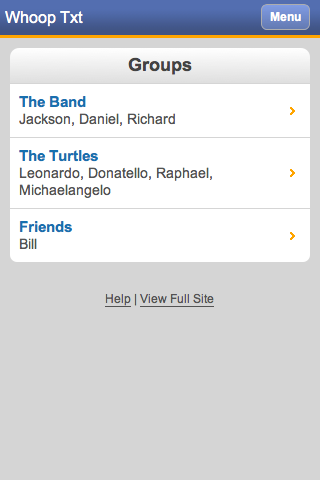 Whoop Txt
Menu
Groups
The Band
Jackson, Daniel, Richard
The Turtles
Leonardo, Donatello, Raphael,
Michaelangelo
Friends
Bill
Help | View Full Site